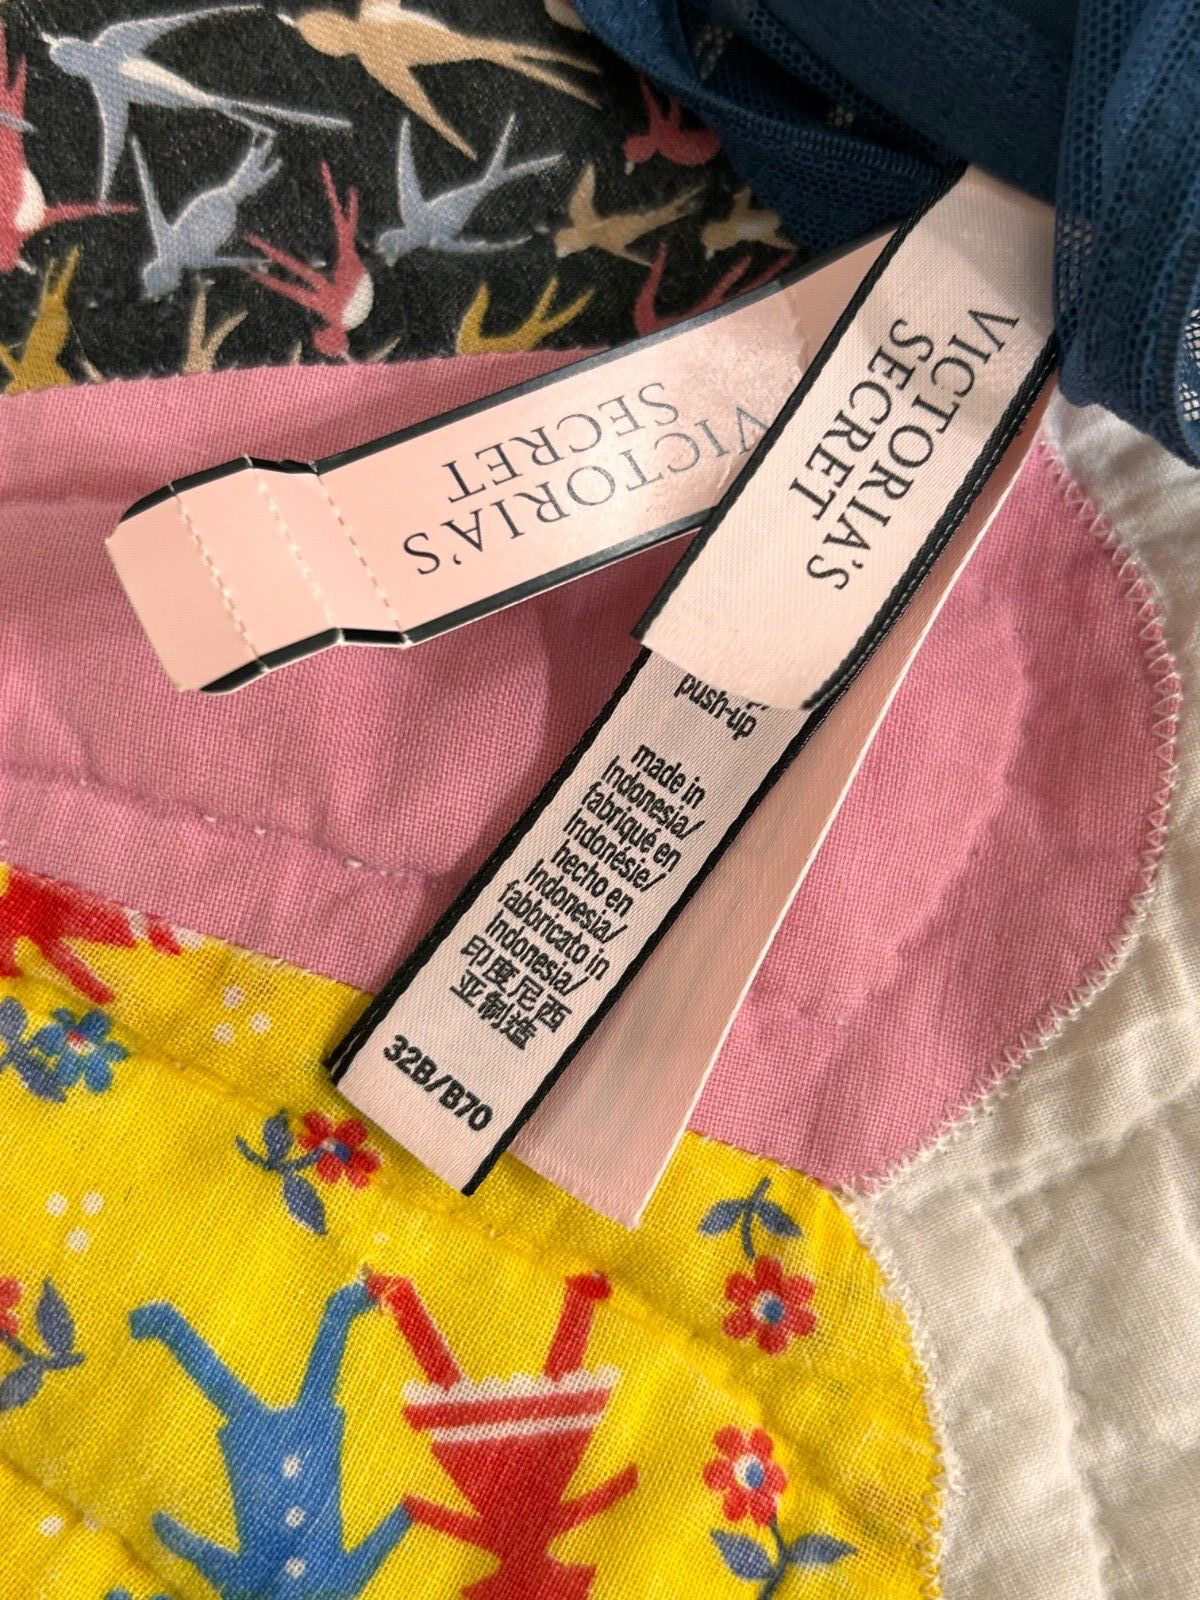 VICTORIA'S
SECRET
VICTORIA'S
SECRET
push-up
made in
Indonesia/
fabriqué en
Indonésie/
hecho en
Indonesia/
fabbricato in
Indonesia/
印度尼西
亚制造
32B/B70